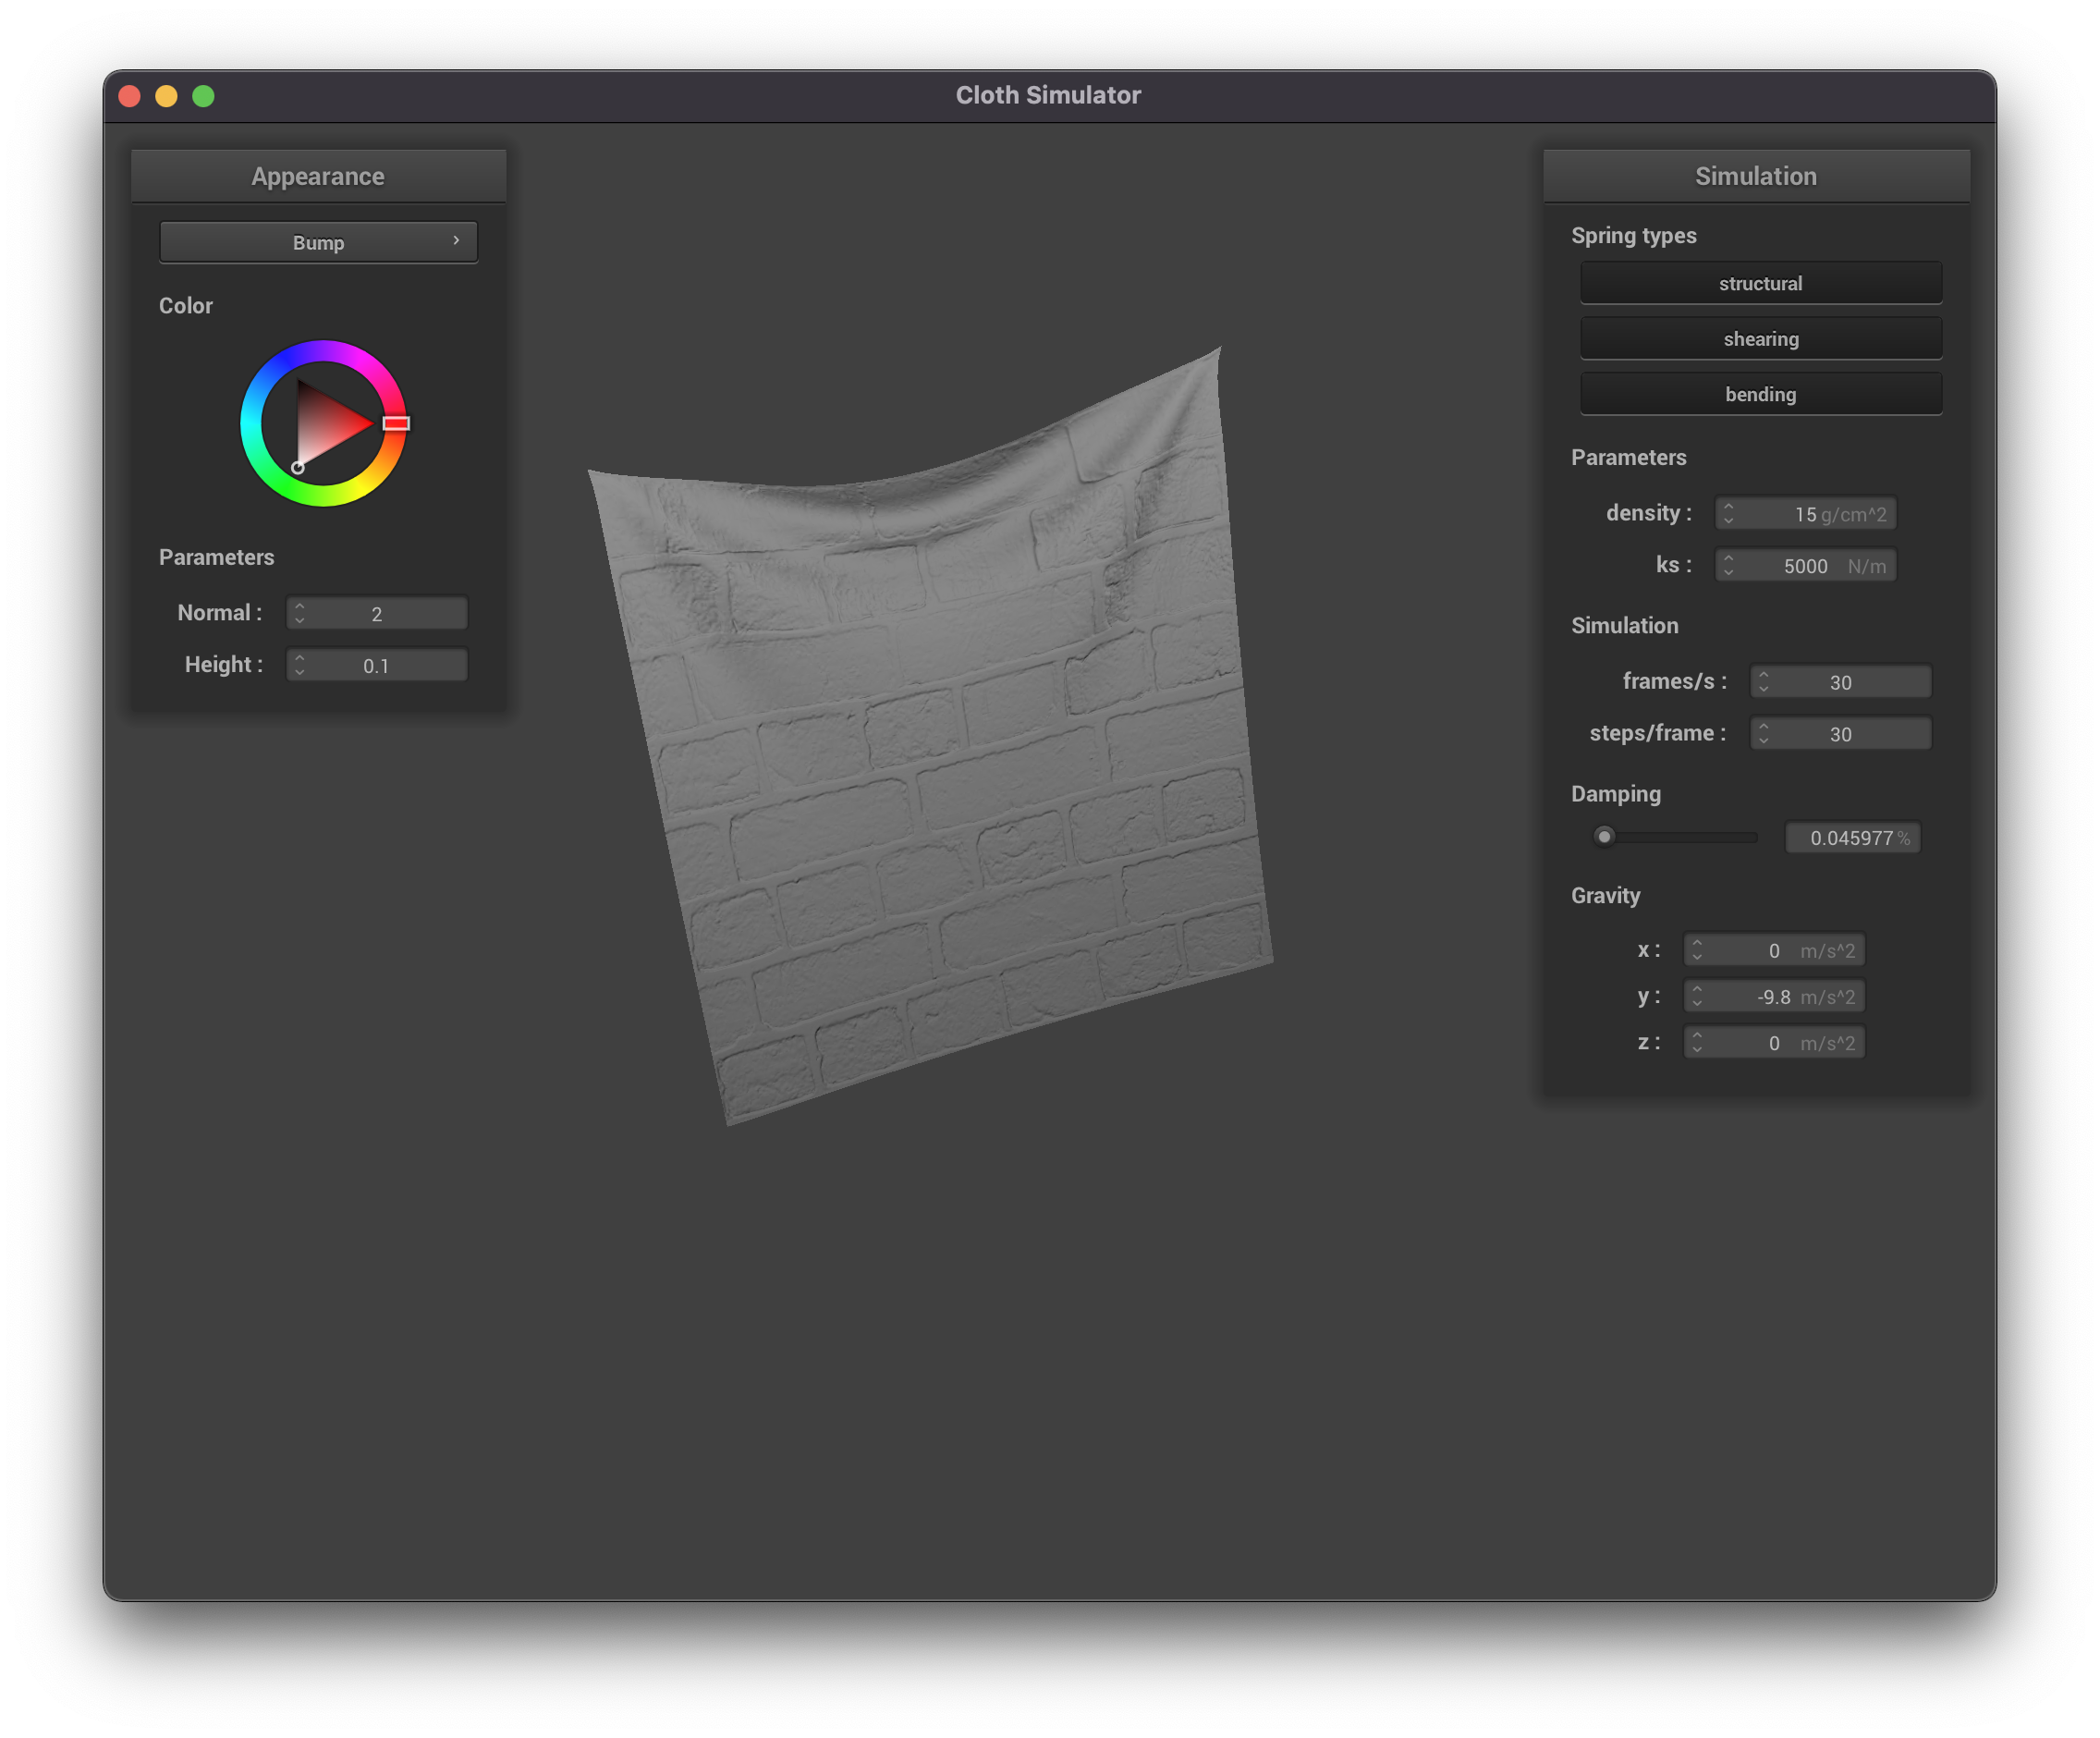 Cloth Simulator
Appearance
Bump
Color
Parameters
Normal : 2
Height : 0.1
Simulation
Spring types
structural
shearing
bending
Parameters
density : 15 g/cm^2
ks : 5000 N/m
Simulation
frames/s : 30
steps/frame : 30
Damping
0.045977 %
Gravity
x : 0 m/s^2
y : -9.8 m/s^2
z : 0 m/s^2